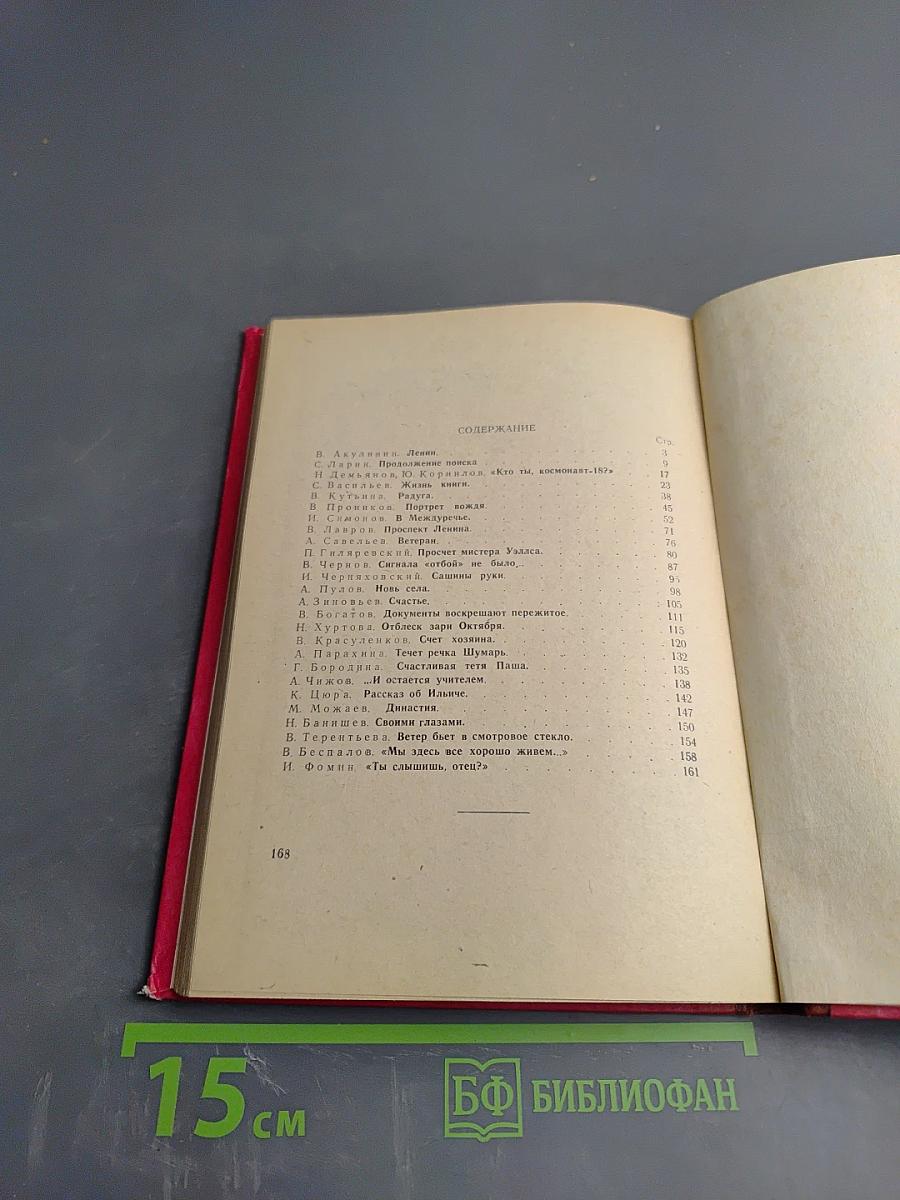 СОДЕРЖАНИЕ
Стр.
В. Акулинин. Ленин. 3
С. Ларин. Продолжение поиска 9
Н. Демьянов, Ю. Корнилов. «Кто ты, космонавт-18?» 17
С. Васильев. Жизнь книги. 23
В. Кутьина. Радуга. 38
В. Проников. Портрет вождя. 45
И. Симонов. В Междуречье. 52
В. Лавров. Проспект Ленина. 71
А. Савельев. Ветеран. 76
П. Гиляревский. Просчет мистера Уэллса. 80
В. Чернов. Сигнала «отбой» не было... 87
И. Черняховский. Сашины руки. 95
А. Пулов. Новь села. 98
А. Зиновьев. Счастье. 105
В. Богатов. Документы воскрешают пережитое. 111
Н. Хуртова. Отблеск зари Октября. 115
В. Красуленков. Счет хозяина. 120
А. Парахина. Течет речка Шумарь. 132
Г. Бородина. Счастливая тетя Паша. 135
А. Чижов. ...И остается учителем. 138
К. Цюра. Рассказ об Ильиче. 142
М. Можаев. Династия. 147
Н. Банишев. Своими глазами. 150
В. Терентьева. Ветер бьет в смотровое стекло. 154
В. Беспалов. «Мы здесь все хорошо живем...» 158
И. Фомин. «Ты слышишь, отец?» 161
168
15 см
БФ БИБЛИОФАН